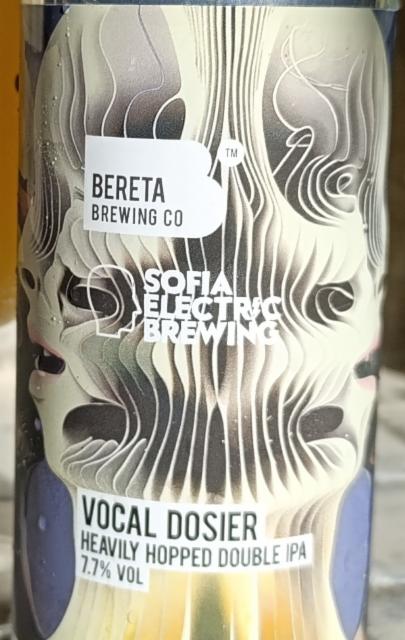 TM
BERETA
BREWING CO
SOFIA
ELECTRIC
BREWING
VOCAL DOSIER
HEAVILY HOPPED DOUBLE IPA
7.7% VOL